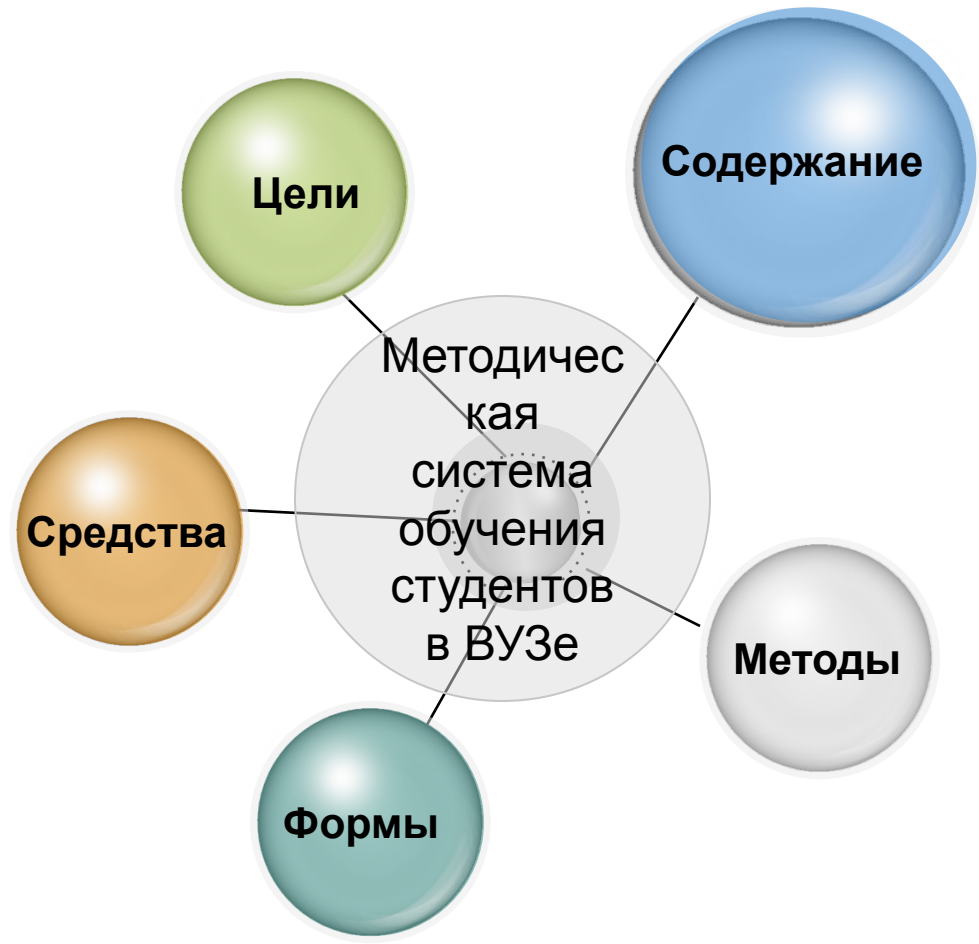 Содержание
Цели
Методичес
кая
система
обучения
студентов
в ВУЗе
Средства
Методы
Формы